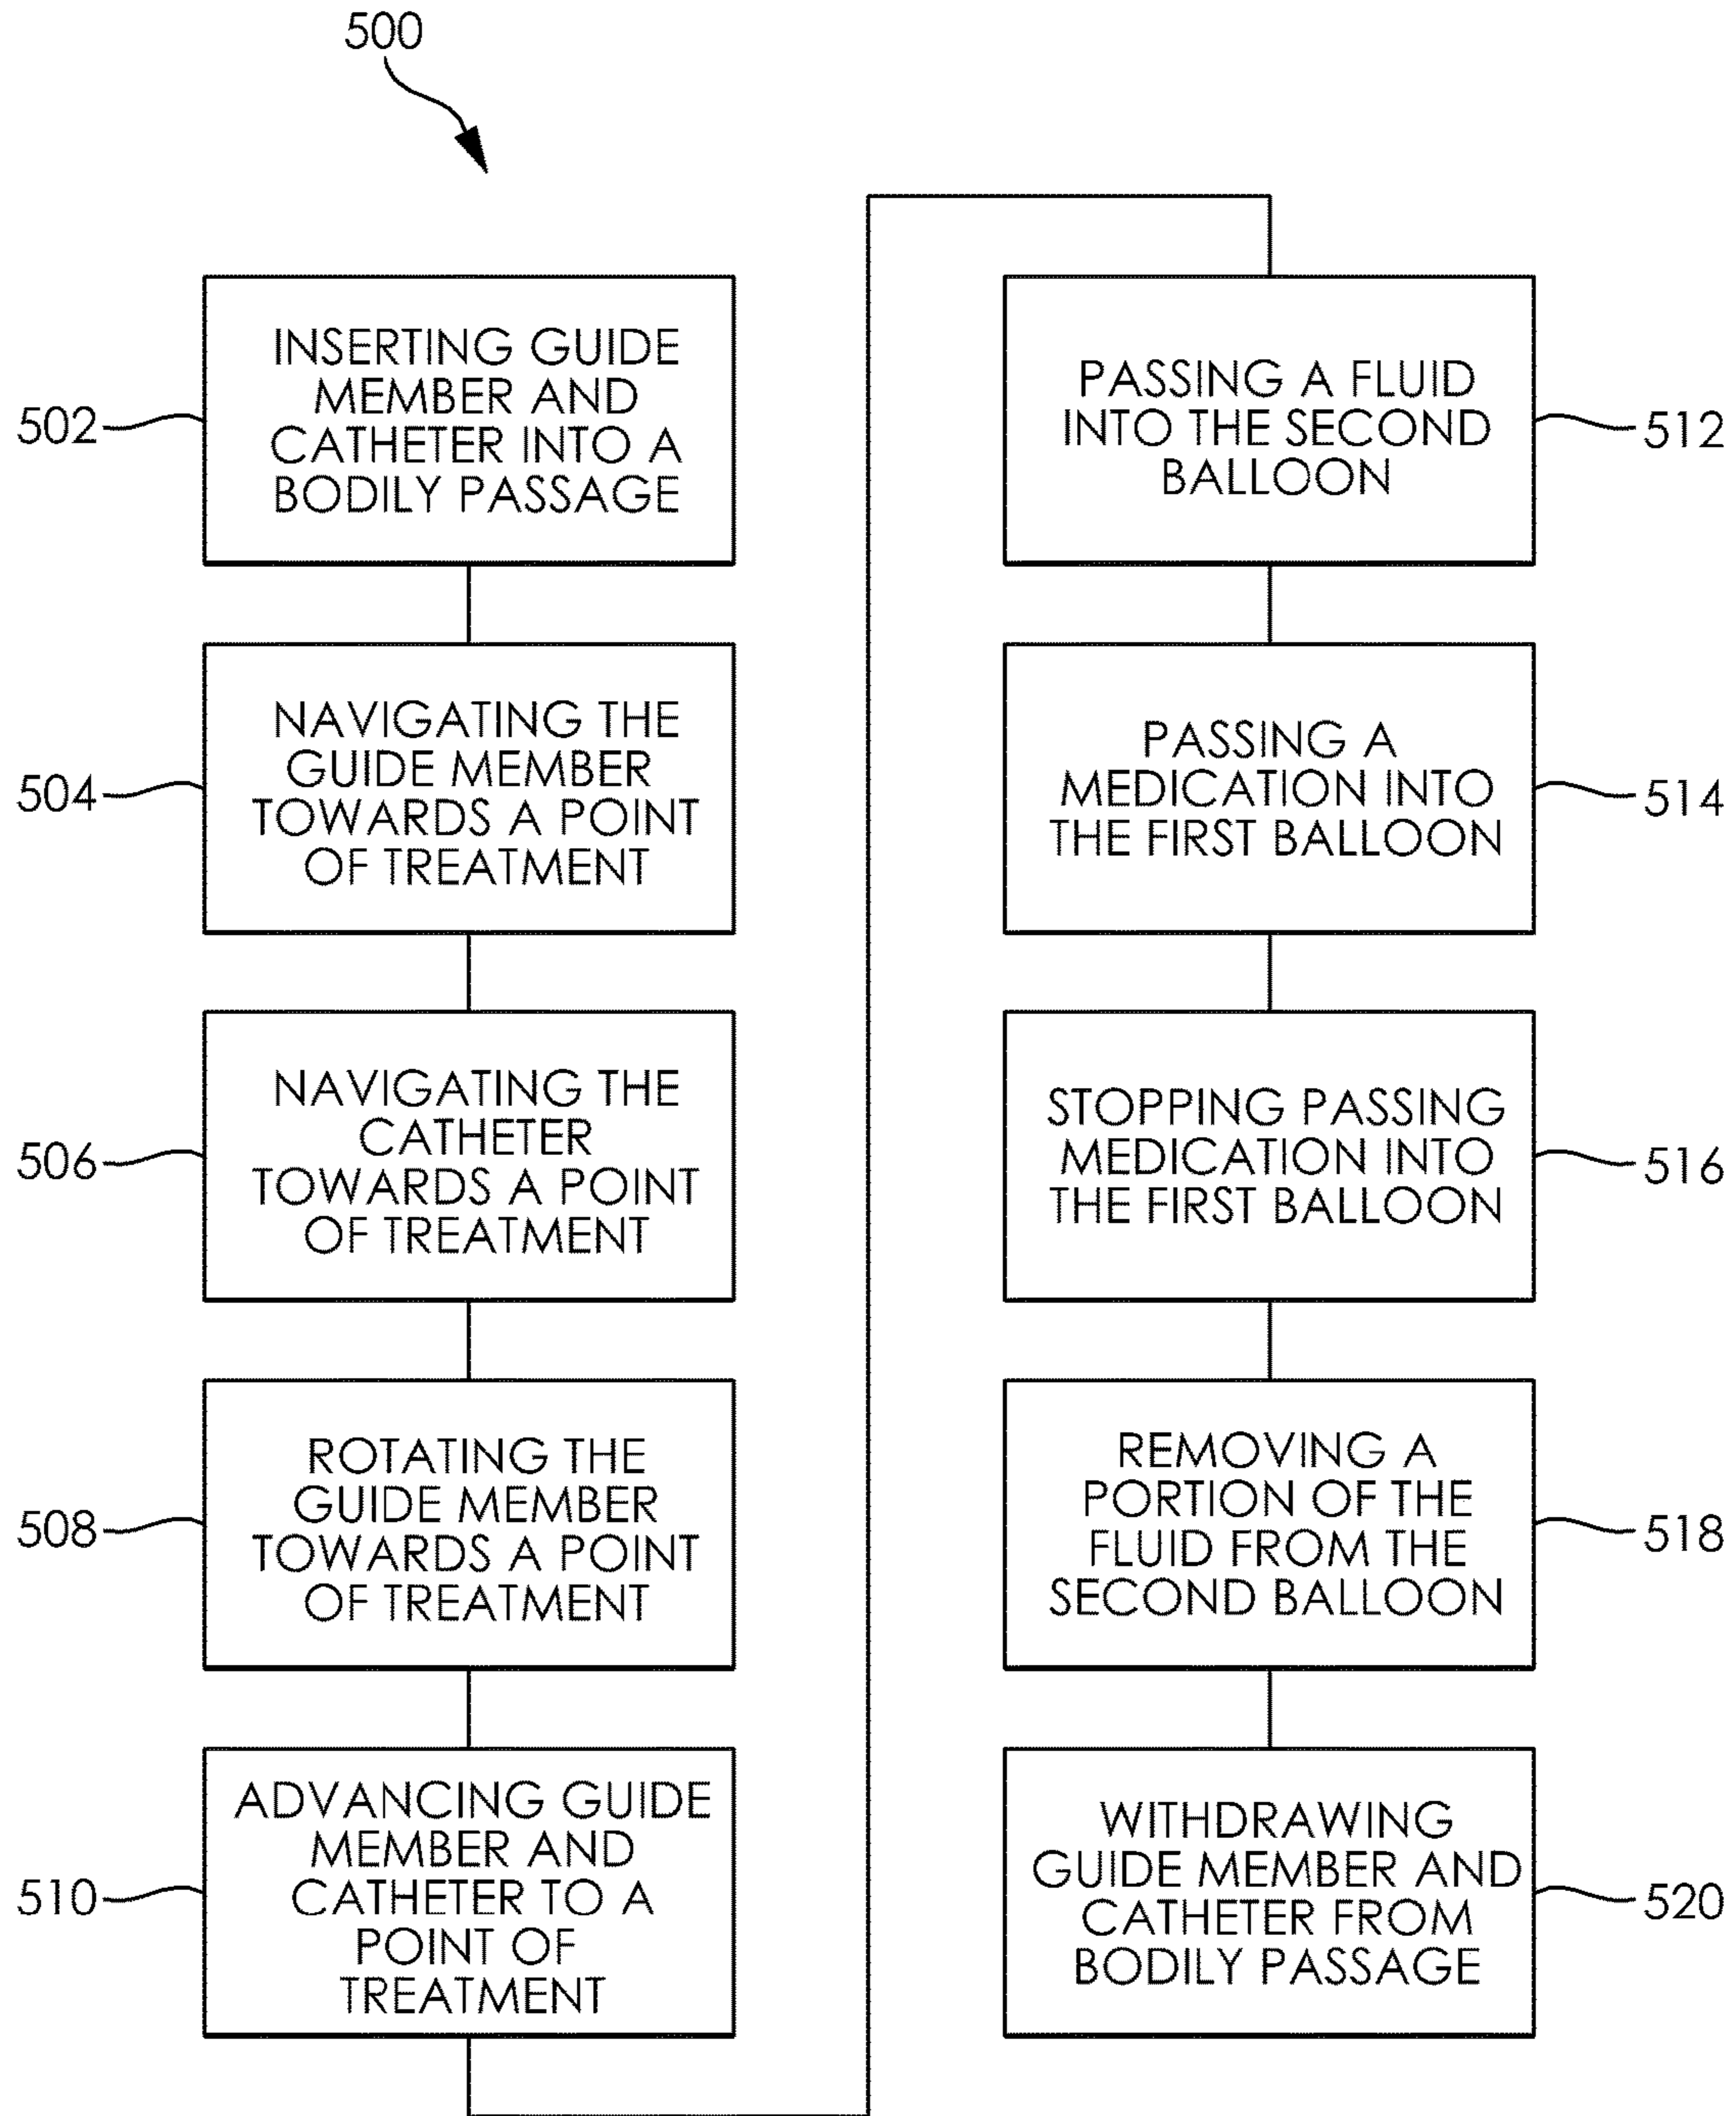 500
502
INSERTING GUIDE
MEMBER AND
CATHETER INTO A
BODILY PASSAGE
504
NAVIGATING THE
GUIDE MEMBER
TOWARDS A POINT
OF TREATMENT
506
NAVIGATING THE
CATHETER
TOWARDS A POINT
OF TREATMENT
508
ROTATING THE
GUIDE MEMBER
TOWARDS A POINT
OF TREATMENT
510
ADVANCING GUIDE
MEMBER AND
CATHETER TO A
POINT OF
TREATMENT
PASSING A FLUID
INTO THE SECOND
BALLOON
512
PASSING A
MEDICATION INTO
THE FIRST BALLOON
514
STOPPING PASSING
MEDICATION INTO
THE FIRST BALLOON
516
REMOVING A
PORTION OF THE
FLUID FROM THE
SECOND BALLOON
518
WITHDRAWING
GUIDE MEMBER AND
CATHETER FROM
BODILY PASSAGE
520